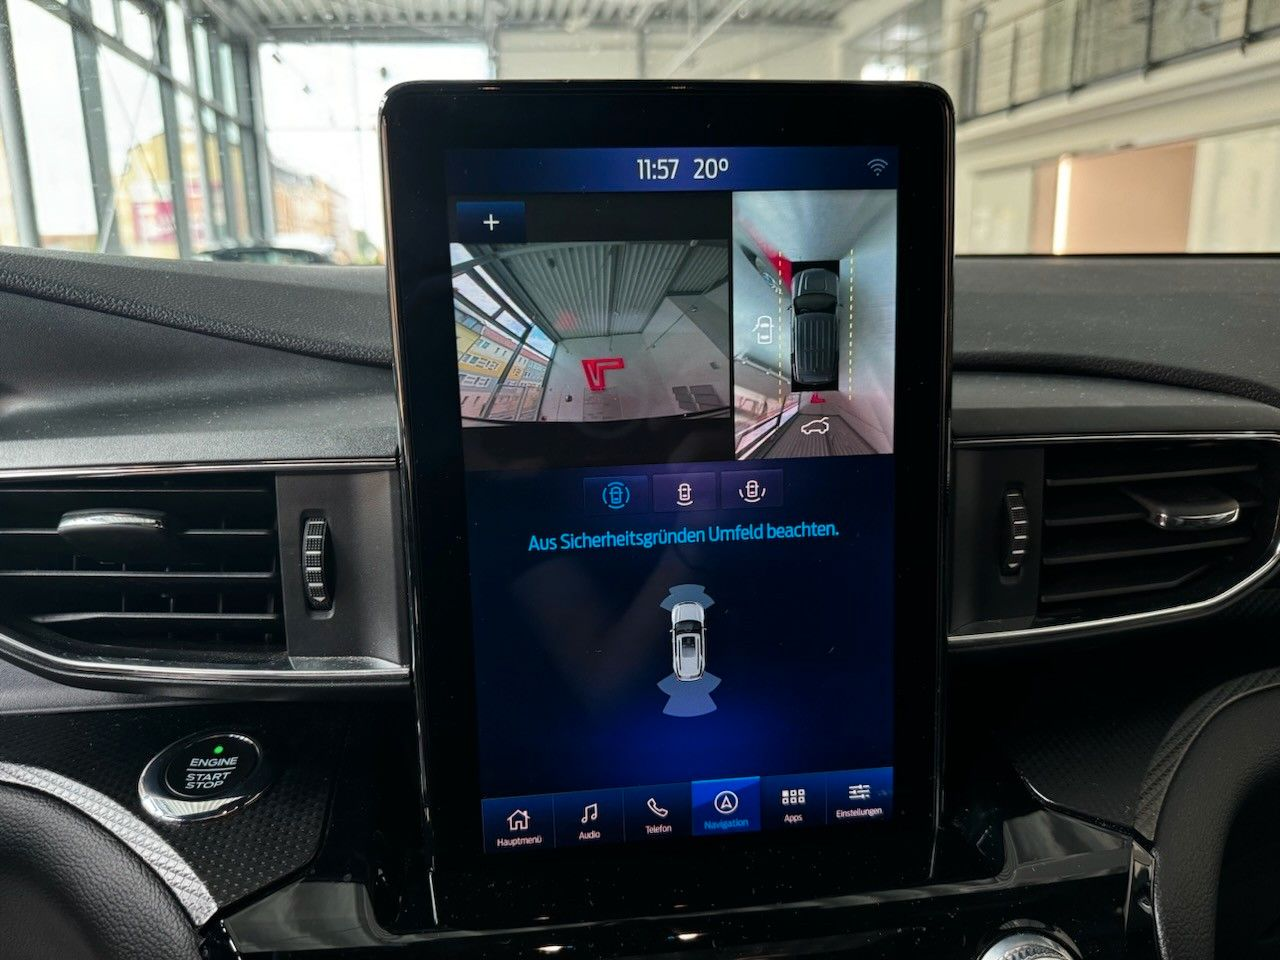 11:57 20°
+
Aus Sicherheitsgründen Umfeld beachten.
ENGINE
START
STOP
Hauptmenü
Audio
Telefon
Navigation
Apps
Einstellungen